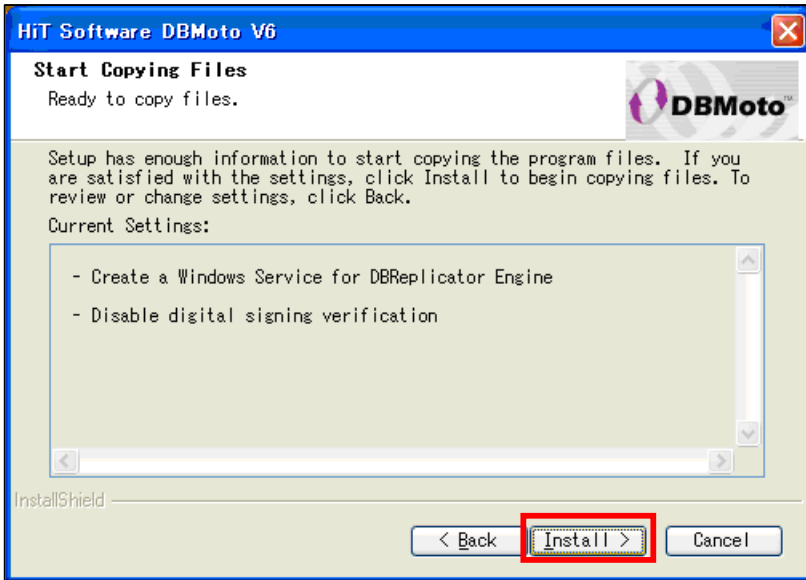 HiT Software DBMoto V6
Start Copying Files
Ready to copy files.
DBMoto™
Setup has enough information to start copying the program files. If you
are satisfied with the settings, click Install to begin copying files. To
review or change settings, click Back.
Current Settings:
- Create a Windows Service for DBReplicator Engine
- Disable digital signing verification
InstallShield
< Back
Install >
Cancel